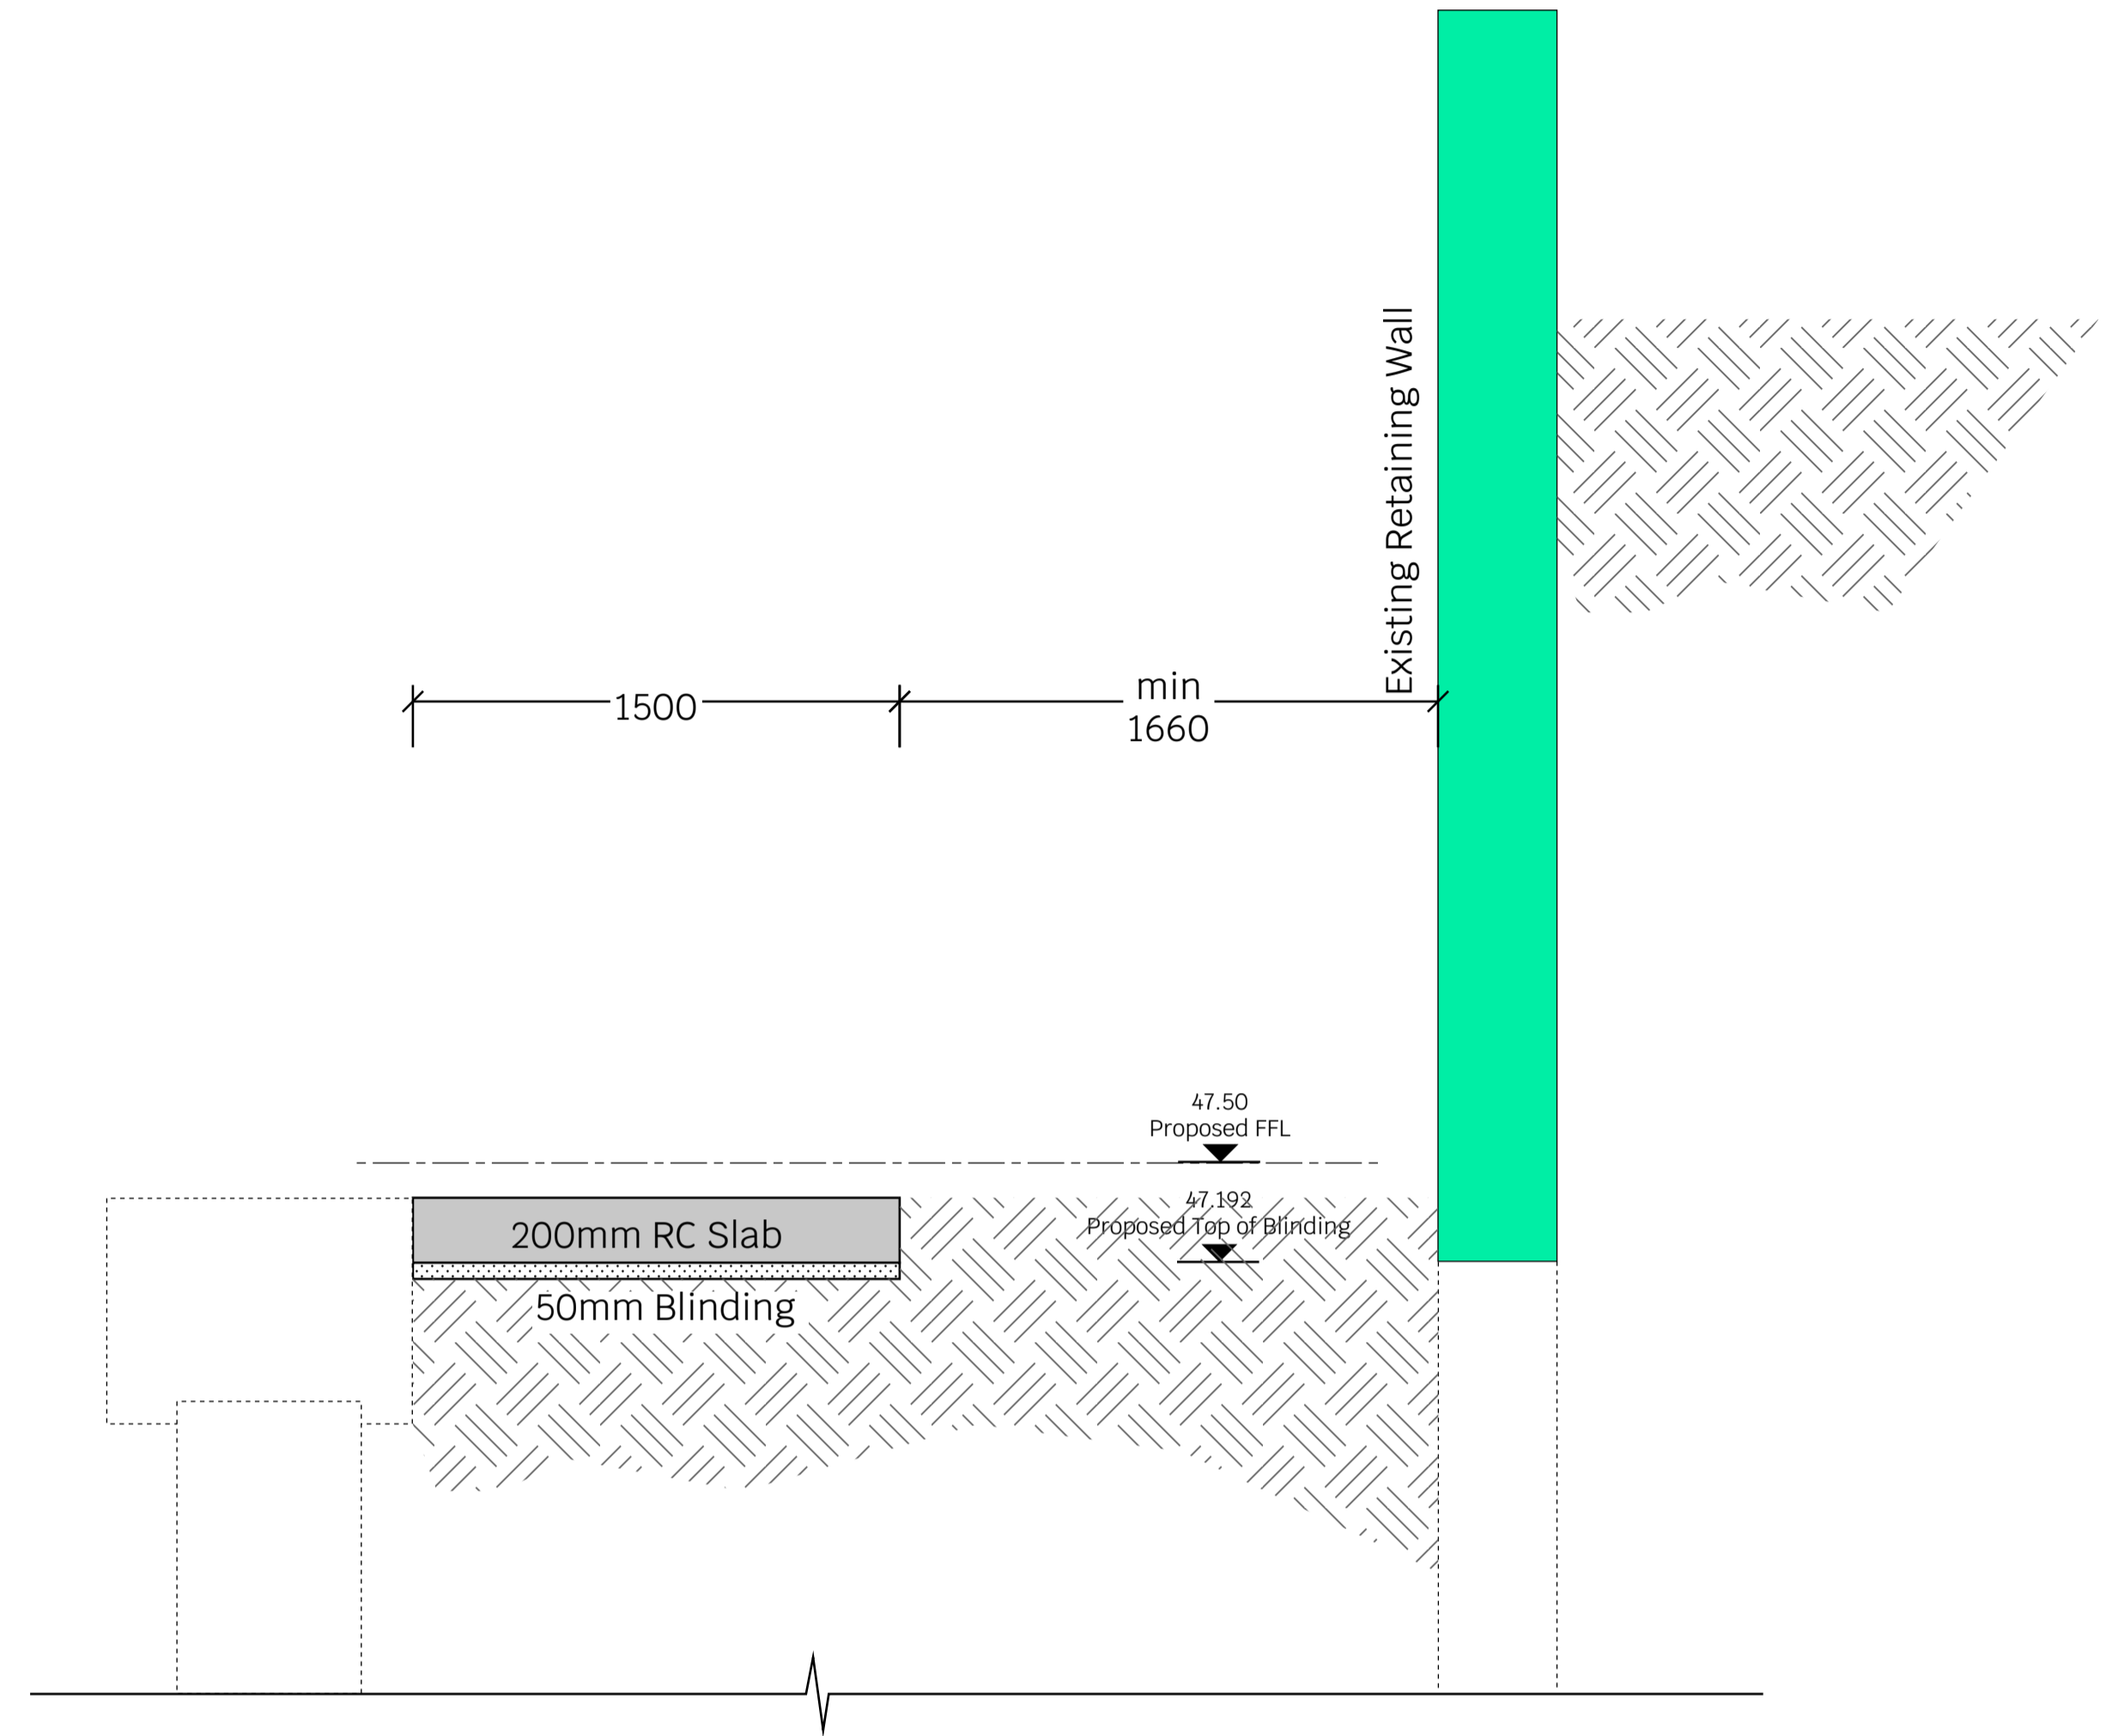 Existing Retaining Wall
1500
min
1660
47.50
Proposed FFL
47.192
Proposed Top of Blinding
200mm RC Slab
50mm Blinding